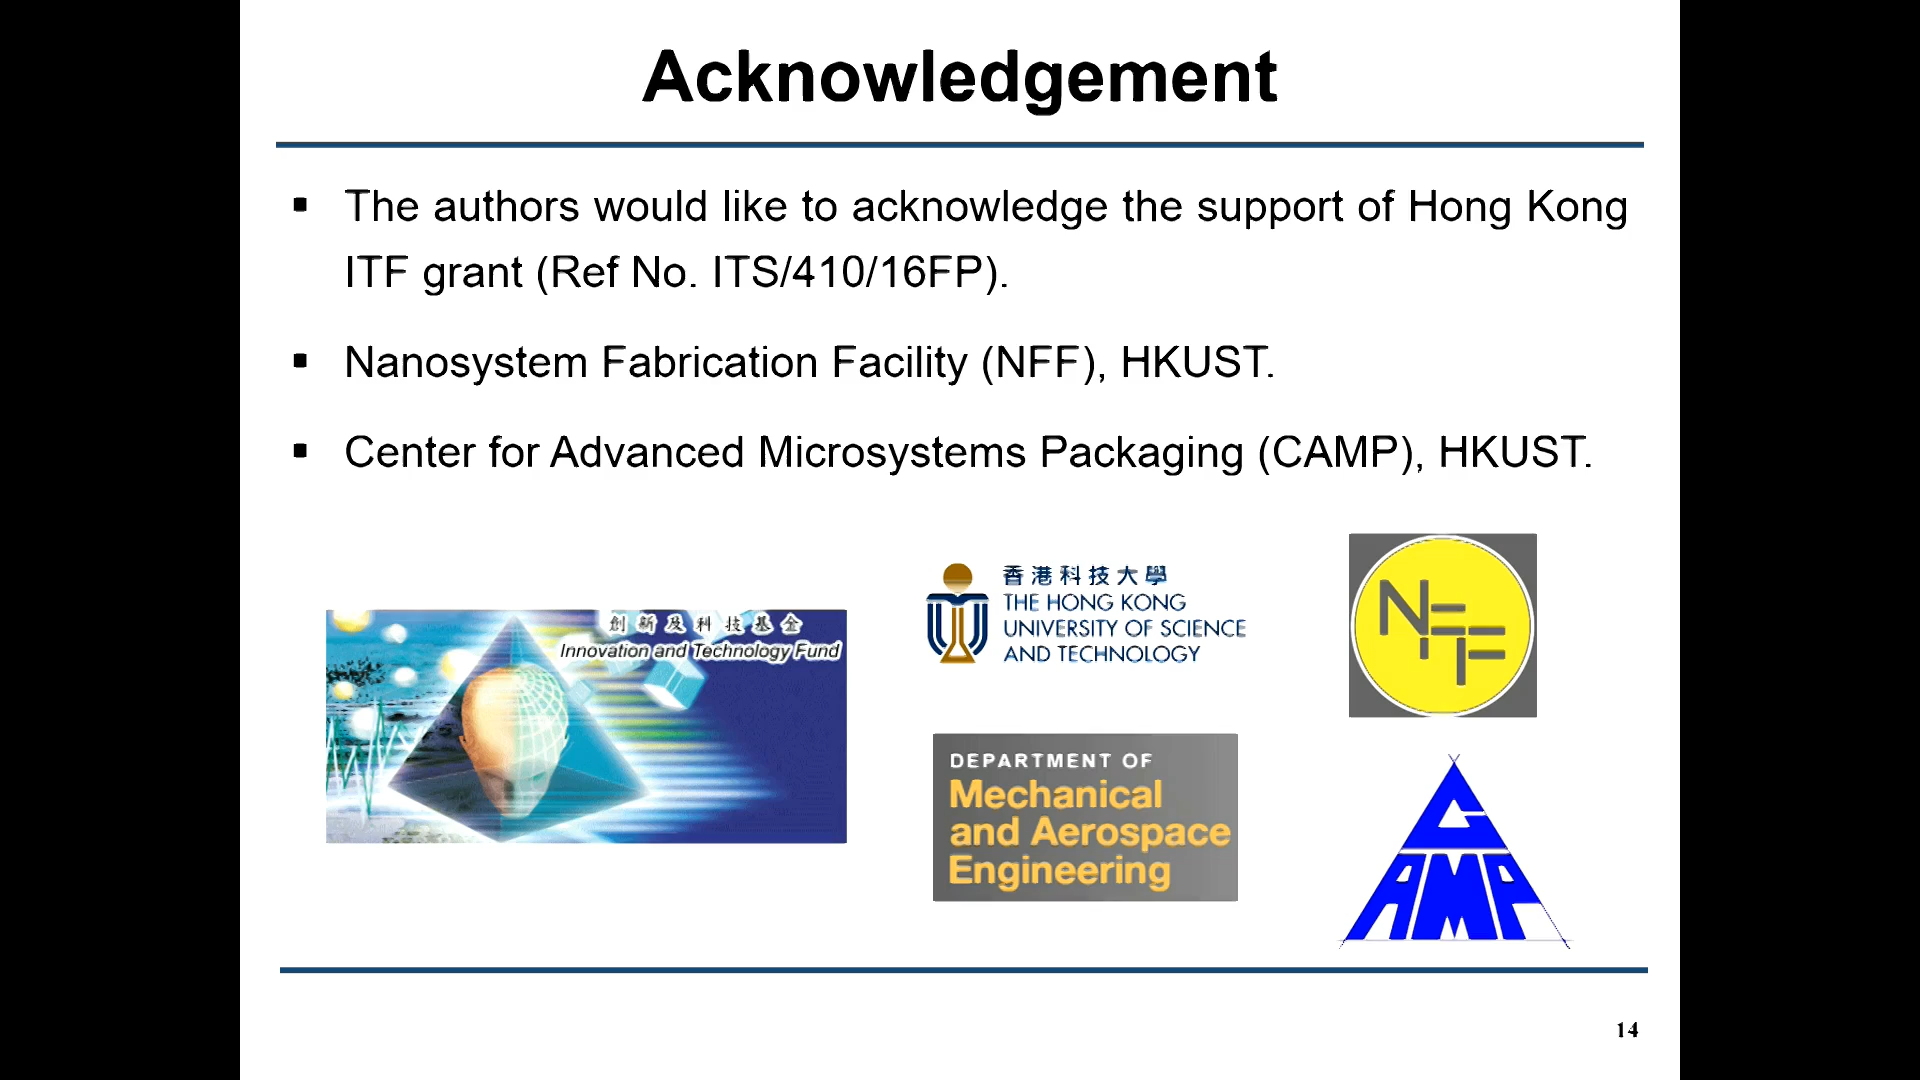 Acknowledgement
▪ The authors would like to acknowledge the support of Hong Kong
ITF grant (Ref No. ITS/410/16FP).
▪ Nanosystem Fabrication Facility (NFF), HKUST.
▪ Center for Advanced Microsystems Packaging (CAMP), HKUST.
創新及科技基金
Innovation and Technology Fund
香港科技大學
THE HONG KONG
UNIVERSITY OF SCIENCE
AND TECHNOLOGY
NFF
DEPARTMENT OF
Mechanical
and Aerospace
Engineering
C
AMP
14